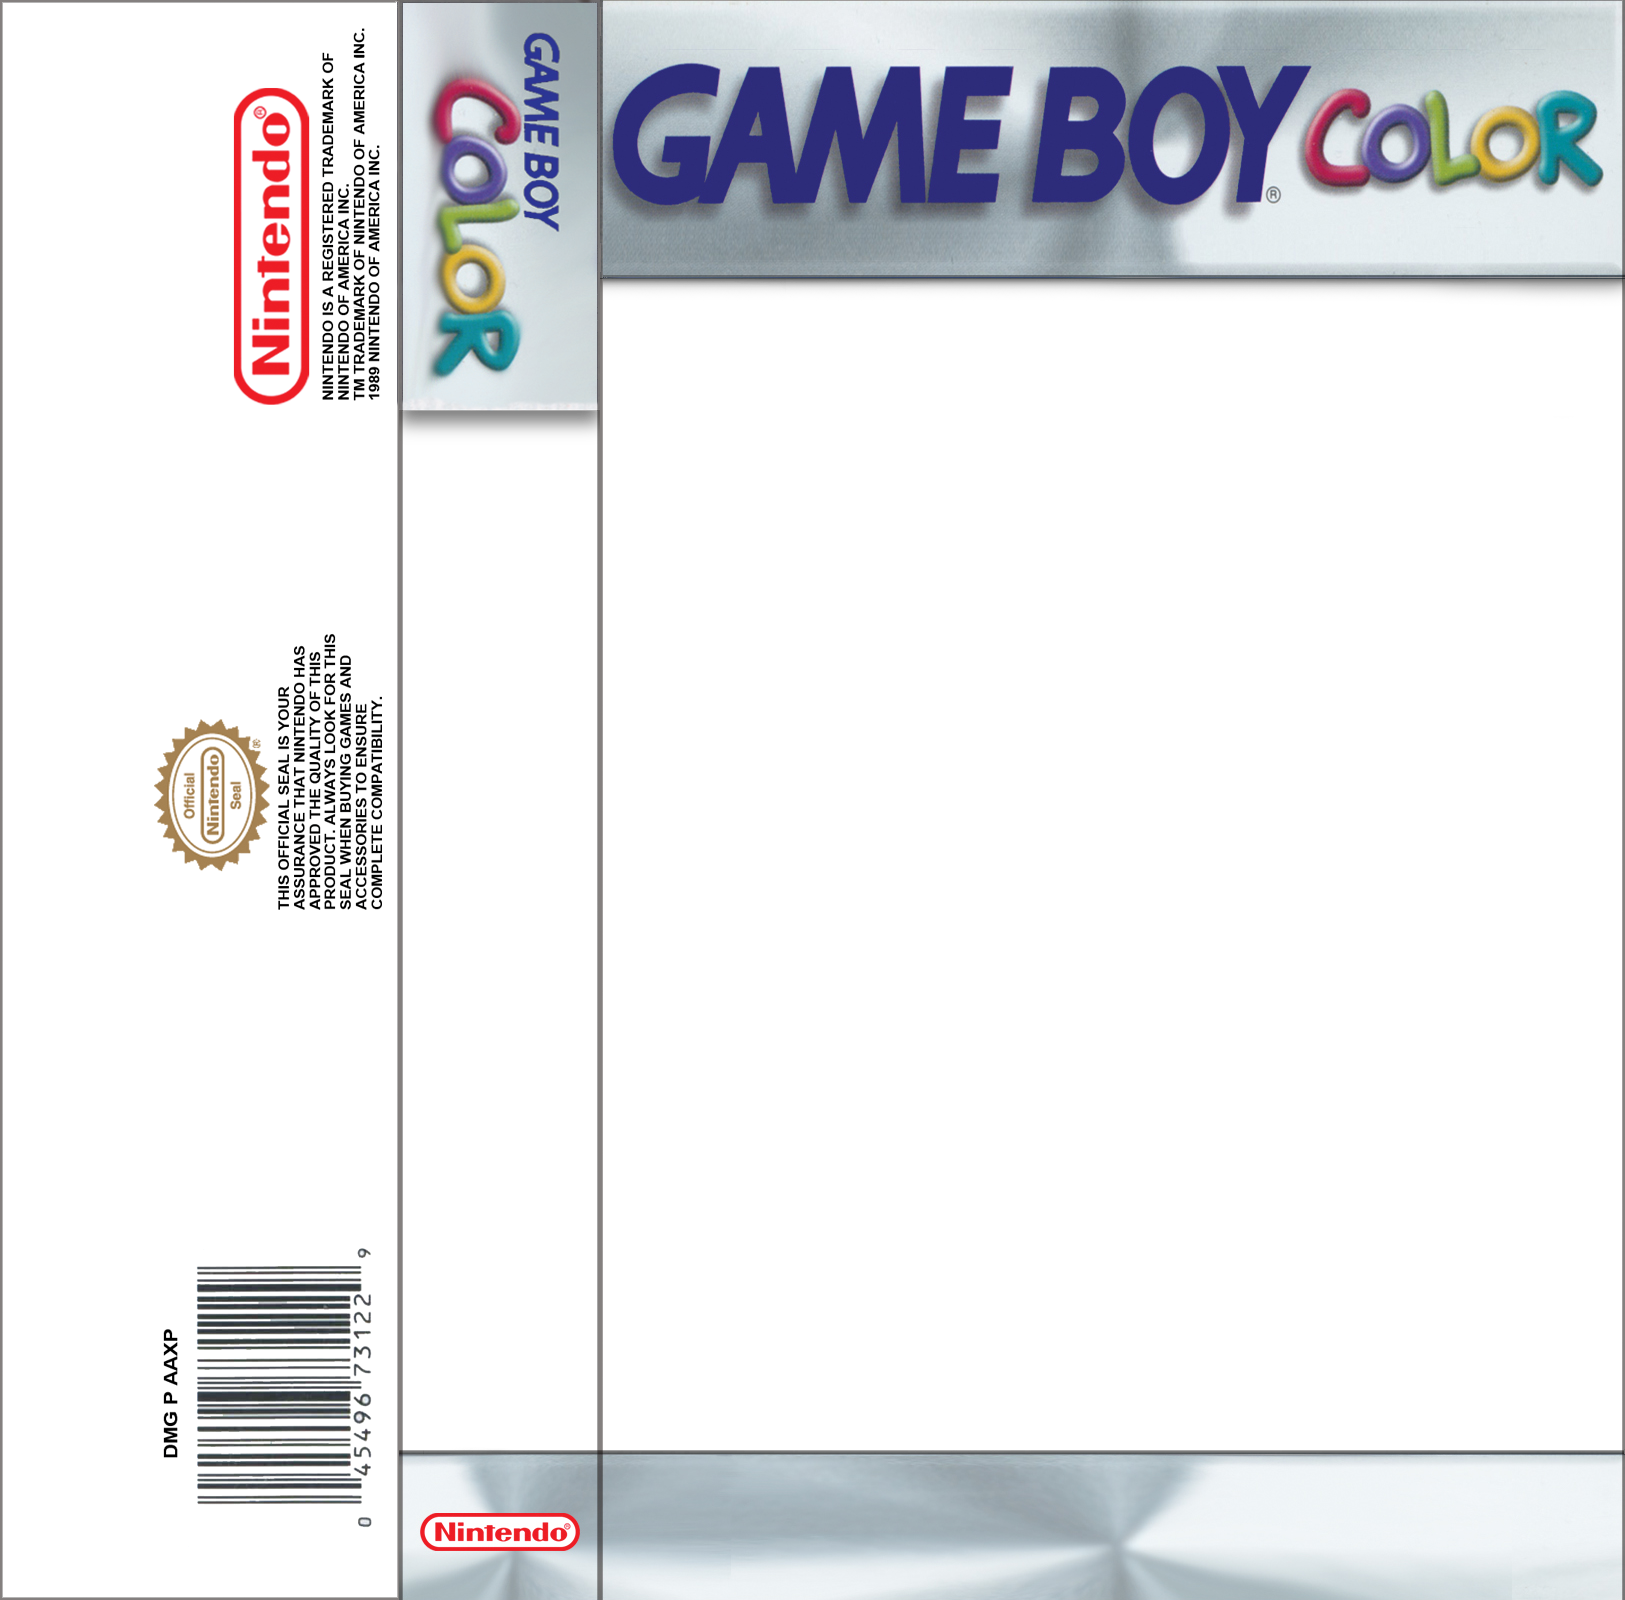 Nintendo®
NINTENDO IS A REGISTERED TRADEMARK OF
NINTENDO OF AMERICA INC.
TM TRADEMARK OF NINTENDO OF AMERICA INC.
1989 NINTENDO OF AMERICA INC.
Official
Nintendo
Seal
®
THIS OFFICIAL SEAL IS YOUR
ASSURANCE THAT NINTENDO HAS
APPROVED THE QUALITY OF THIS
PRODUCT. ALWAYS LOOK FOR THIS
SEAL WHEN BUYING GAMES AND
ACCESSORIES TO ENSURE
COMPLETE COMPATIBILITY.
DMG P AAXP
0 45496 73122 9
GAME BOY
COLOR
Nintendo®
GAME BOY® COLOR